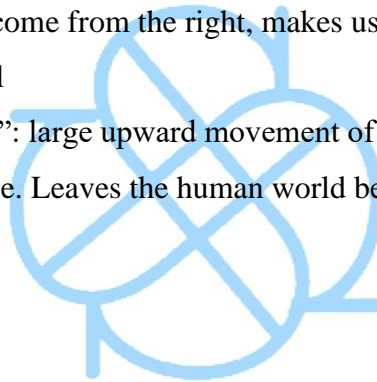 come from the right, makes us
”: large upward movement of
e. Leaves the human world be